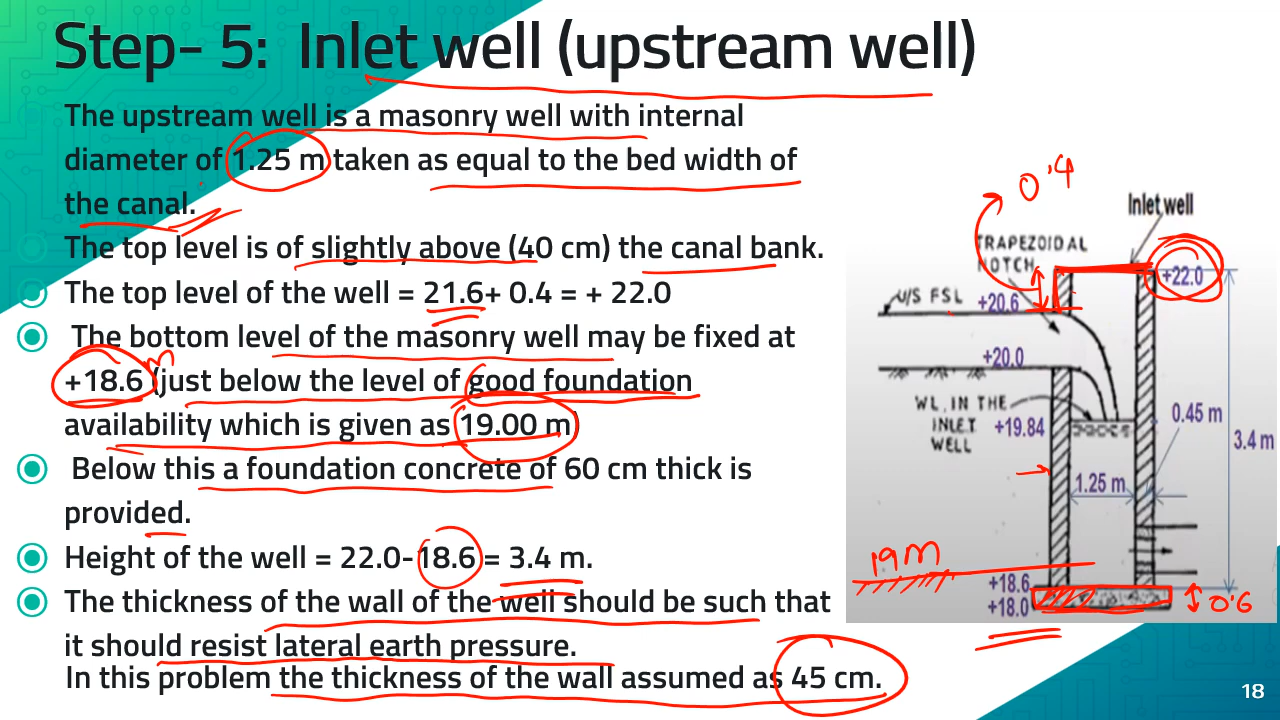 Step- 5: Inlet well (upstream well)
The upstream well is a masonry well with internal
diameter of 1.25 m taken as equal to the bed width of
the canal.
The top level is of slightly above (40 cm) the canal bank.
The top level of the well = 21.6+ 0.4 = + 22.0
The bottom level of the masonry well may be fixed at
+18.6 m (just below the level of good foundation
availability which is given as 19.00 m)
Below this a foundation concrete of 60 cm thick is
provided.
Height of the well = 22.0-18.6 = 3.4 m.
The thickness of the wall of the well should be such that
it should resist lateral earth pressure.
In this problem the thickness of the wall assumed as 45 cm.
0.4
Inlet well
TRAPEZOIDAL
NOTCH
+22.0
U/S FSL
+20.6
+20.0
WL. IN THE
INLET
WELL
+19.84
0.45 m
3.4 m
1.25 m
19m
+18.6
+18.0
0.6
18